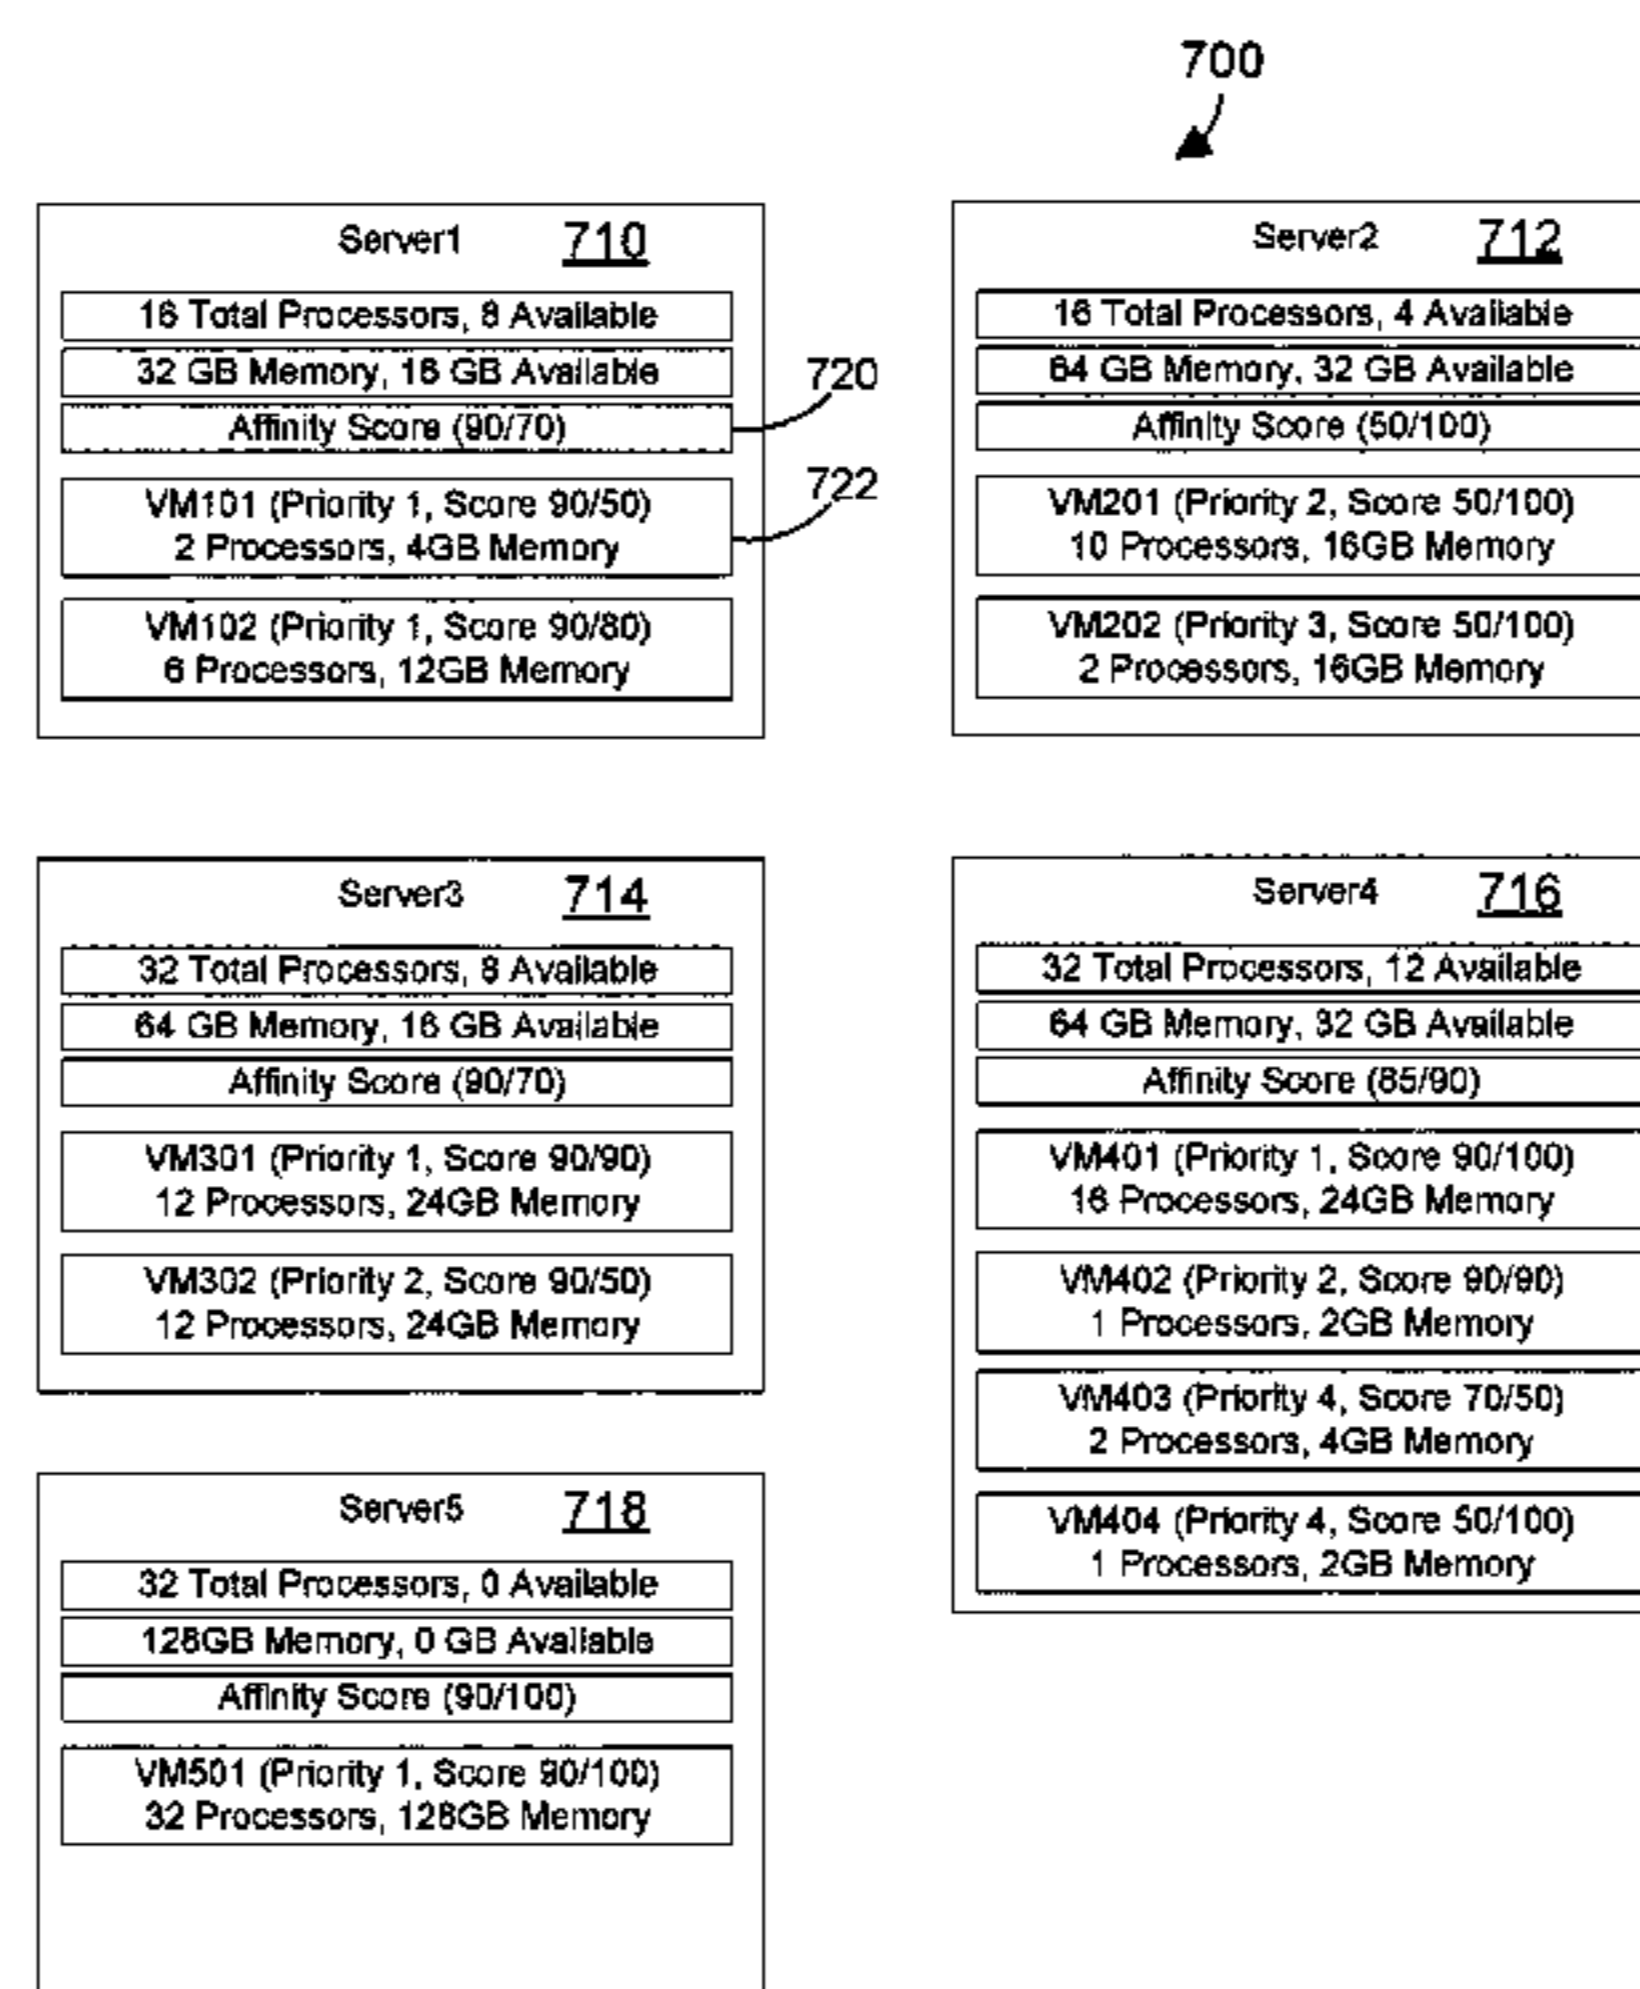 700
Server1 710
16 Total Processors, 8 Available
32 GB Memory, 16 GB Available
Affinity Score (90/70)
720
VM101 (Priority 1, Score 90/50)
2 Processors, 4GB Memory
722
VM102 (Priority 1, Score 90/80)
6 Processors, 12GB Memory
Server2 712
16 Total Processors, 4 Available
64 GB Memory, 32 GB Available
Affinity Score (50/100)
VM201 (Priority 2, Score 50/100)
10 Processors, 16GB Memory
VM202 (Priority 3, Score 50/100)
2 Processors, 16GB Memory
Server3 714
32 Total Processors, 8 Available
64 GB Memory, 16 GB Available
Affinity Score (90/70)
VM301 (Priority 1, Score 90/90)
12 Processors, 24GB Memory
VM302 (Priority 2, Score 90/50)
12 Processors, 24GB Memory
Server4 716
32 Total Processors, 12 Available
64 GB Memory, 32 GB Available
Affinity Score (85/90)
VM401 (Priority 1, Score 90/100)
16 Processors, 24GB Memory
VM402 (Priority 2, Score 90/90)
1 Processors, 2GB Memory
VM403 (Priority 4, Score 70/50)
2 Processors, 4GB Memory
VM404 (Priority 4, Score 50/100)
1 Processors, 2GB Memory
Server5 718
32 Total Processors, 0 Available
128GB Memory, 0 GB Available
Affinity Score (90/100)
VM501 (Priority 1, Score 90/100)
32 Processors, 128GB Memory